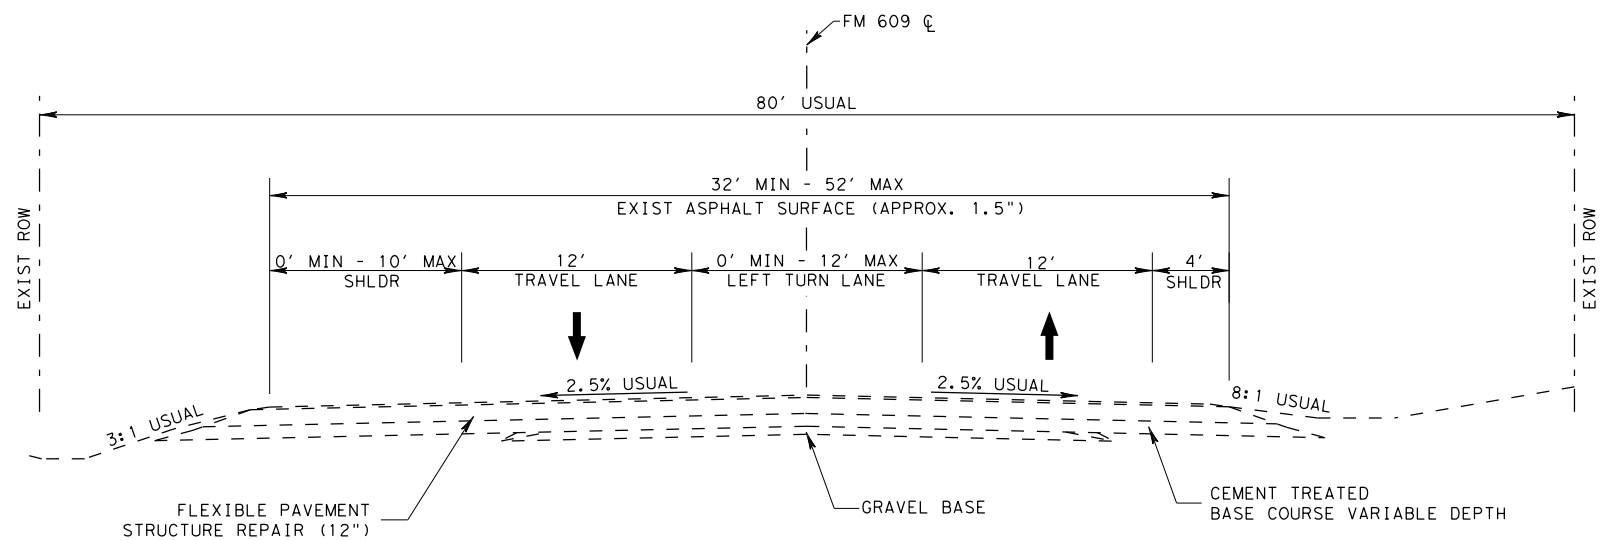 FM 609 ℄
80' USUAL
32' MIN - 52' MAX
EXIST ASPHALT SURFACE (APPROX. 1.5")
EXIST ROW
EXIST ROW
0' MIN - 10' MAX
SHLDR
12'
TRAVEL LANE
0' MIN - 12' MAX
LEFT TURN LANE
12'
TRAVEL LANE
4'
SHLDR
2.5% USUAL
2.5% USUAL
3:1 USUAL
8:1 USUAL
FLEXIBLE PAVEMENT
STRUCTURE REPAIR (12")
GRAVEL BASE
CEMENT TREATED
BASE COURSE VARIABLE DEPTH